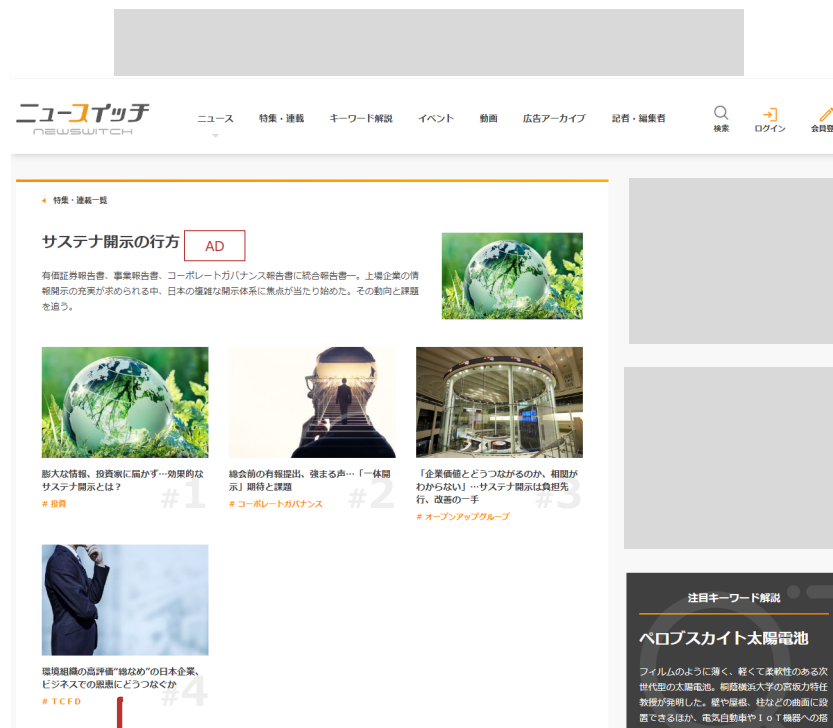 ニュースイッチ
NEWSWITCH
ニュース
特集・連載
キーワード解説
イベント
動画
広告アーカイブ
記者・編集者
検索
ログイン
会員登
特集・連載一覧
サステナ開示の行方
AD
有価証券報告書、事業報告書、コーポレートガバナンス報告書に統合報告書―。上場企業の情
報開示の充実が求められる中、日本の複雑な開示体系に焦点が当たり始めた。その動向と課題
を追う。
膨大な情報、投資家に届かず…効果的な
サステナ開示とは？
# 投資
#1
総会前の有報提出、強まる声…「一体開
示」期待と課題
# コーポレートガバナンス
#2
「企業価値とどうつながるのか、相関が
わからない」…サステナ開示は負担先
行、改善の一手
# オープンアップグループ
#3
環境組織の高評価“総なめ”の日本企業、
ビジネスでの恩恵にどうつなぐか
# TCFD
#4
注目キーワード解説
ペロブスカイト太陽電池
フィルムのように薄く、軽くて柔軟性のある次
世代型の太陽電池。桐蔭横浜大学の宮坂力特任
教授が発明した。壁や屋根、柱などの曲面に設
置できるほか、電気自動車やＩｏＴ機器への搭